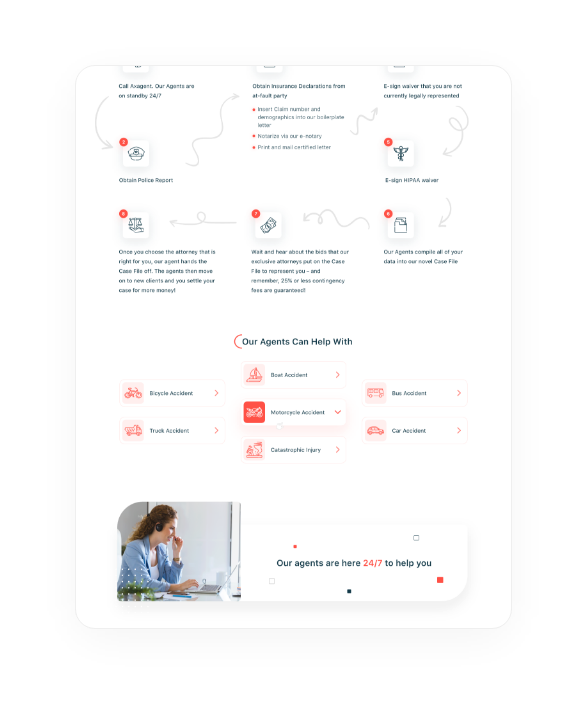 Call Axagent. Our Agents are
on standby 24/7
Obtain Insurance Declarations from
at-fault party
Insert Claim number and
demographics into our boilerplate
letter
Notarize via our e-notary
Print and mail certified letter
E-sign waiver that you are not
currently legally represented
3
Obtain Police Report
5
E-sign HIPAA waiver
8
Once you choose the attorney that is
right for you, our agent hands the
Case File off. The agents then move
on to new clients and you settle your
case for more money!
7
Wait and hear about the bids that our
exclusive attorneys put on the Case
File to represent you – and
remember, 25% or less contingency
fees are guaranteed!
6
Our Agents compile all of your
data into our novel Case File
Our Agents Can Help With
Bicycle Accident
Truck Accident
Boat Accident
Motorcycle Accident
Catastrophic Injury
Bus Accident
Car Accident
Our agents are here 24/7 to help you